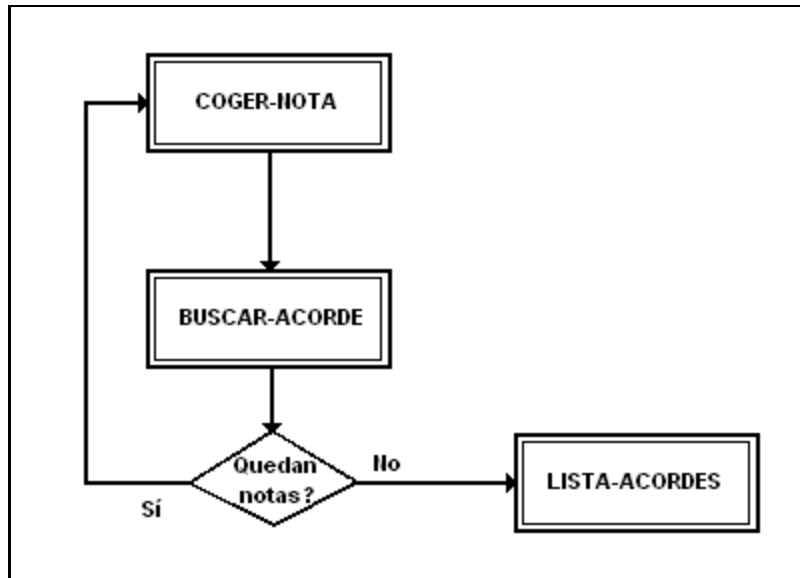 COGER-NOTA
BUSCAR-ACORDE
Quedan
notas?
No
LISTA-ACORDES
Sí